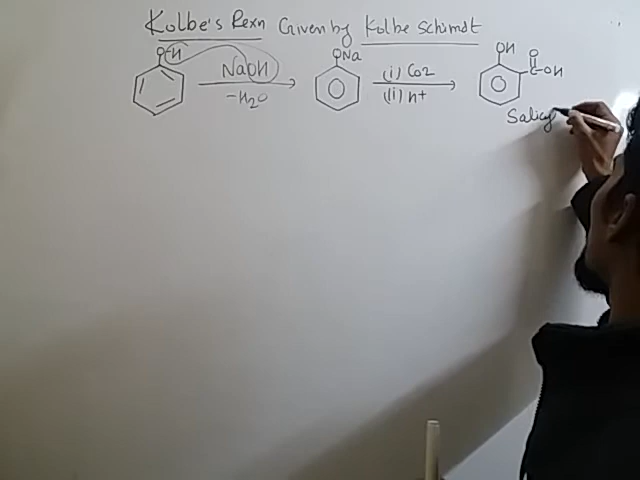 Kolbe's Rexn Given by Kolbe Schimdt
OH NaOH -H2O ONa (i) CO2 (ii) H+ OH O C-OH
Salicy